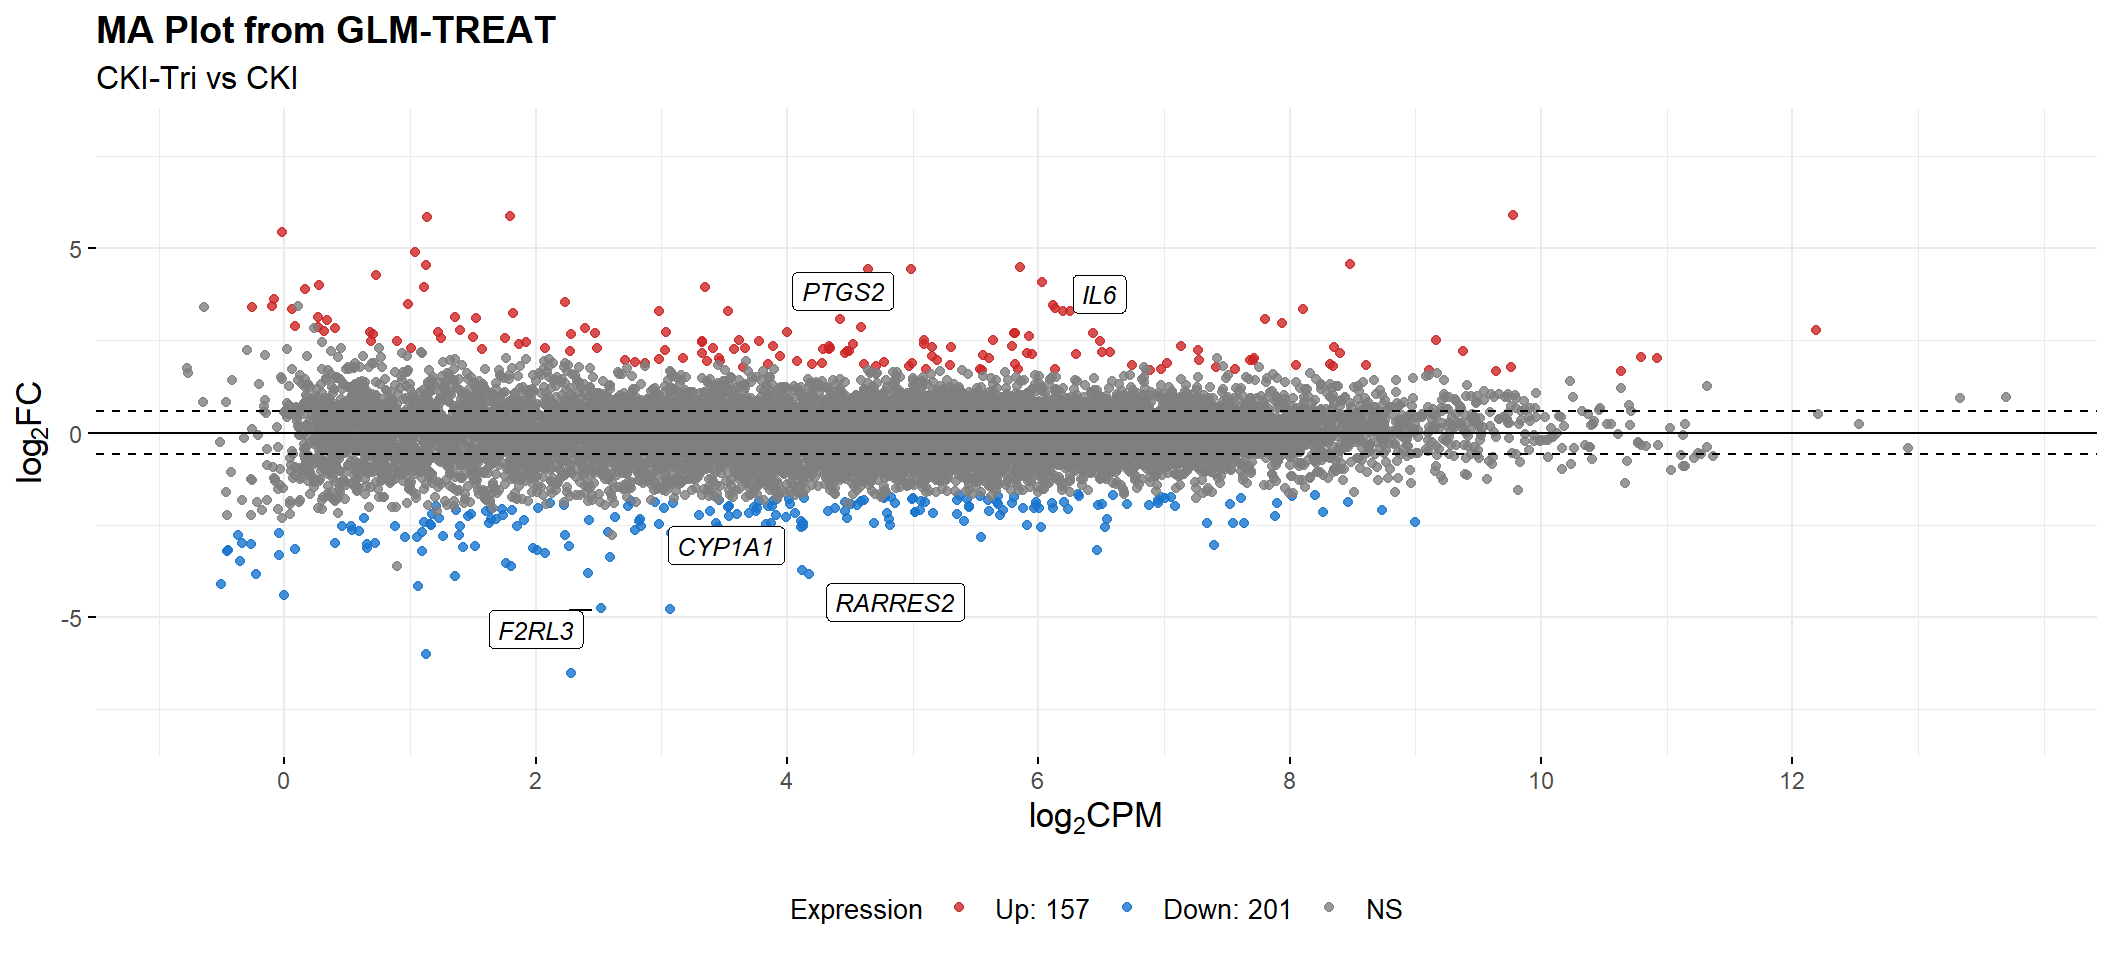 MA Plot from GLM-TREAT
CKI-Tri vs CKI
log2FC
5
0
-5
PTGS2
IL6
CYP1A1
RARRES2
F2RL3
0 2 4 6 8 10 12
log2CPM
Expression Up: 157 Down: 201 NS